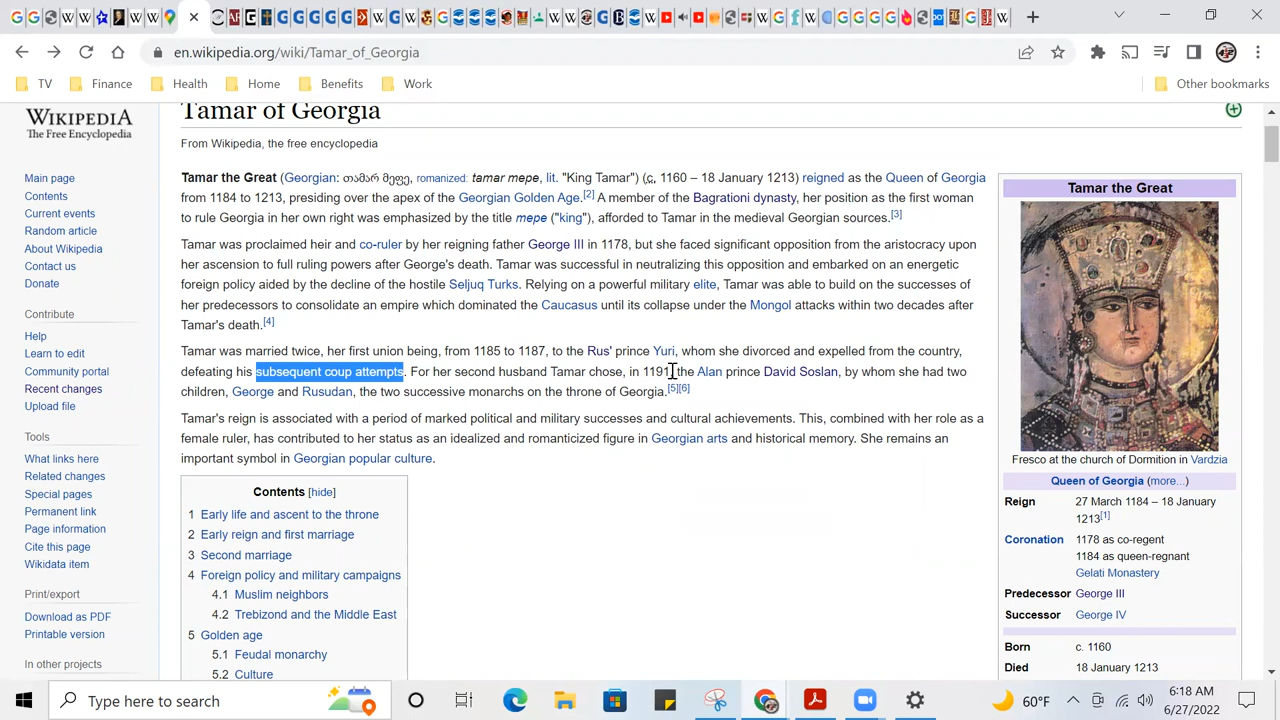 en.wikipedia.org/wiki/Tamar_of_Georgia
TV Finance Health Home Benefits Work Other bookmarks
WIKIPEDIA
The Free Encyclopedia
Main page
Contents
Current events
Random article
About Wikipedia
Contact us
Donate
Contribute
Help
Learn to edit
Community portal
Recent changes
Upload file
Tools
What links here
Related changes
Special pages
Permanent link
Page information
Cite this page
Wikidata item
Print/export
Download as PDF
Printable version
In other projects
Tamar of Georgia
From Wikipedia, the free encyclopedia
Tamar the Great (Georgian: თამარ მეფე, romanized: tamar mepe, lit. "King Tamar") (c. 1160 – 18 January 1213) reigned as the Queen of Georgia
from 1184 to 1213, presiding over the apex of the Georgian Golden Age.[2] A member of the Bagrationi dynasty, her position as the first woman
to rule Georgia in her own right was emphasized by the title mepe ("king"), afforded to Tamar in the medieval Georgian sources.[3]
Tamar was proclaimed heir and co-ruler by her reigning father George III in 1178, but she faced significant opposition from the aristocracy upon
her ascension to full ruling powers after George's death. Tamar was successful in neutralizing this opposition and embarked on an energetic
foreign policy aided by the decline of the hostile Seljuq Turks. Relying on a powerful military elite, Tamar was able to build on the successes of
her predecessors to consolidate an empire which dominated the Caucasus until its collapse under the Mongol attacks within two decades after
Tamar's death.[4]
Tamar was married twice, her first union being, from 1185 to 1187, to the Rus' prince Yuri, whom she divorced and expelled from the country,
defeating his subsequent coup attempts. For her second husband Tamar chose, in 1191, the Alan prince David Soslan, by whom she had two
children, George and Rusudan, the two successive monarchs on the throne of Georgia.[5][6]
Tamar's reign is associated with a period of marked political and military successes and cultural achievements. This, combined with her role as a
female ruler, has contributed to her status as an idealized and romanticized figure in Georgian arts and historical memory. She remains an
important symbol in Georgian popular culture.
Contents [hide]
1 Early life and ascent to the throne
2 Early reign and first marriage
3 Second marriage
4 Foreign policy and military campaigns
4.1 Muslim neighbors
4.2 Trebizond and the Middle East
5 Golden age
5.1 Feudal monarchy
5.2 Culture
Tamar the Great
Fresco at the church of Dormition in Vardzia
Queen of Georgia (more...)
Reign 27 March 1184 – 18 January
1213[1]
Coronation 1178 as co-regent
1184 as queen-regnant
Gelati Monastery
Predecessor George III
Successor George IV
Born c. 1160
Died 18 January 1213
Type here to search
60°F
6:18 AM
6/27/2022